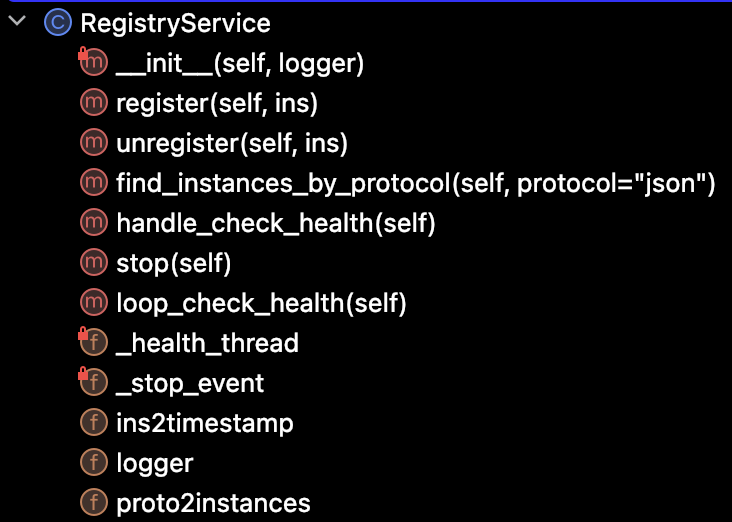 C RegistryService
m __init__(self, logger)
m register(self, ins)
m unregister(self, ins)
m find_instances_by_protocol(self, protocol="json")
m handle_check_health(self)
m stop(self)
m loop_check_health(self)
f _health_thread
f _stop_event
f ins2timestamp
f logger
f proto2instances